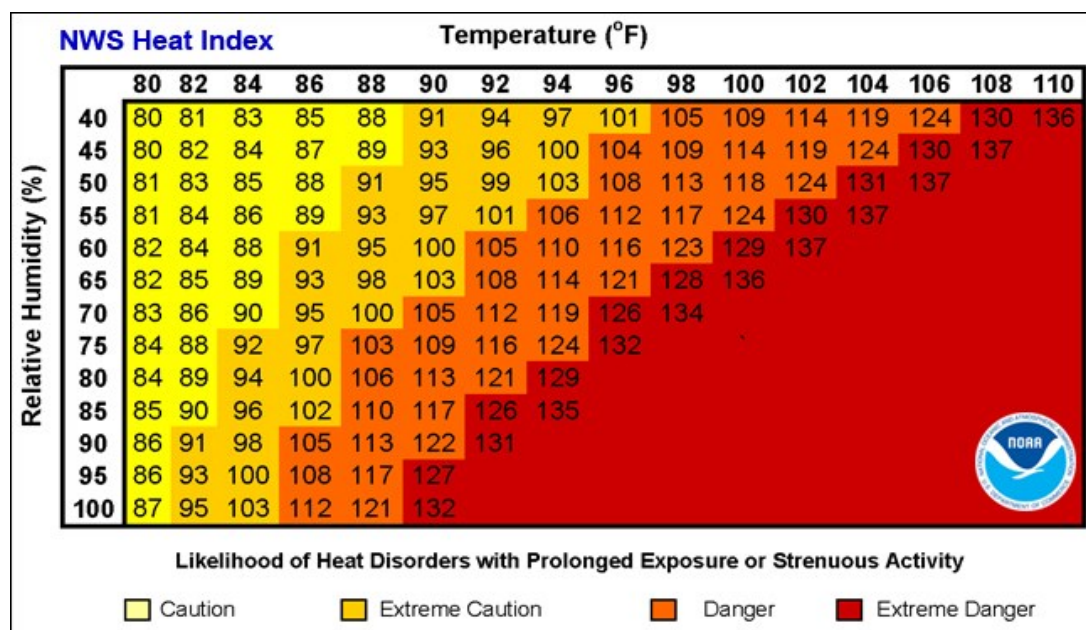 NWS Heat Index
Temperature (°F)
80 82 84 86 88 90 92 94 96 98 100 102 104 106 108 110
Relative Humidity (%)
40 80 81 83 85 88 91 94 97 101 105 109 114 119 124 130 136
45 80 82 84 87 89 93 96 100 104 109 114 119 124 130 137
50 81 83 85 88 91 95 99 103 108 113 118 124 131 137
55 81 84 86 89 93 97 101 106 112 117 124 130 137
60 82 84 88 91 95 100 105 110 116 123 129 137
65 82 85 89 93 98 103 108 114 121 128 136
70 83 86 90 95 100 105 112 119 126 134
75 84 88 92 97 103 109 116 124 132
80 84 89 94 100 106 113 121 129
85 85 90 96 102 110 117 126 135
90 86 91 98 105 113 122 131
95 86 93 100 108 117 127
100 87 95 103 112 121 132
NOAA
Likelihood of Heat Disorders with Prolonged Exposure or Strenuous Activity
Caution
Extreme Caution
Danger
Extreme Danger